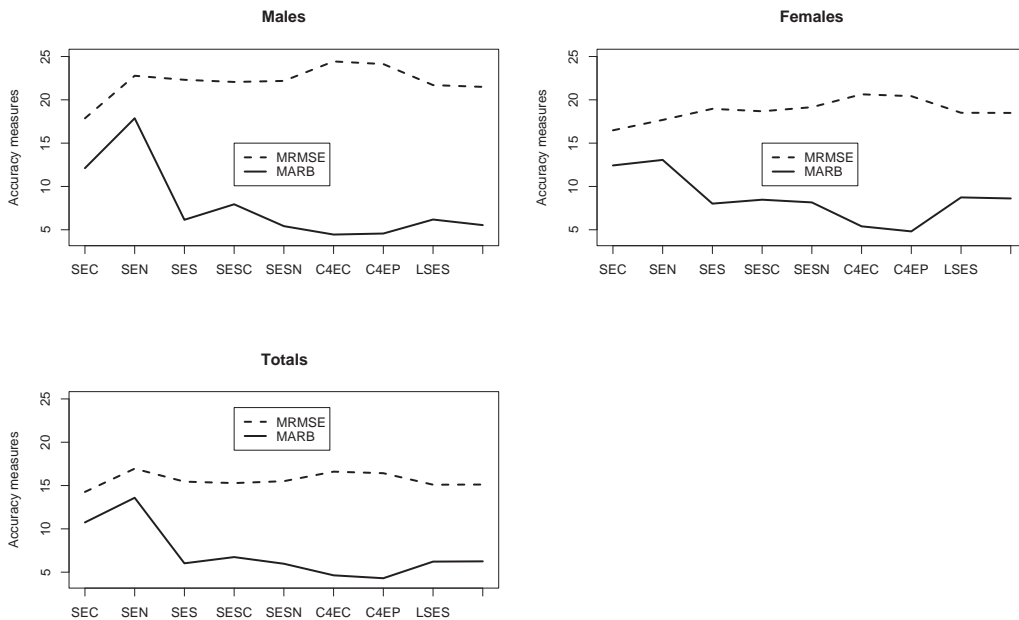 Males
25
20
15
10
5
Accuracy measures
MRMSE
MARB
SEC SEN SES SESC SESN C4EC C4EP LSES
Females
25
20
15
10
5
Accuracy measures
MRMSE
MARB
SEC SEN SES SESC SESN C4EC C4EP LSES
Totals
25
20
15
10
5
Accuracy measures
MRMSE
MARB
SEC SEN SES SESC SESN C4EC C4EP LSES